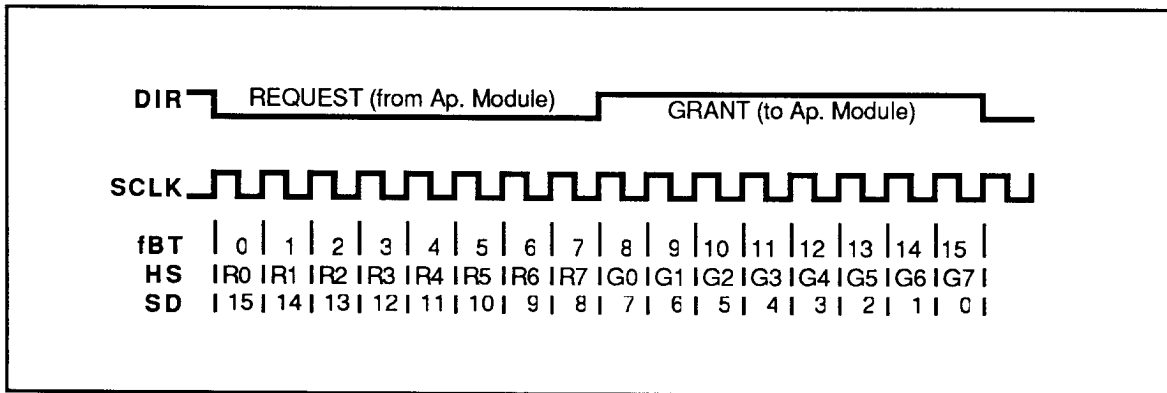 DIR REQUEST (from Ap. Module) GRANT (to Ap. Module)
SCLK
fBT | 0 | 1 | 2 | 3 | 4 | 5 | 6 | 7 | 8 | 9 | 10 | 11 | 12 | 13 | 14 | 15 |
HS | R0 | R1 | R2 | R3 | R4 | R5 | R6 | R7 | G0 | G1 | G2 | G3 | G4 | G5 | G6 | G7 |
SD | 15 | 14 | 13 | 12 | 11 | 10 | 9 | 8 | 7 | 6 | 5 | 4 | 3 | 2 | 1 | 0 |